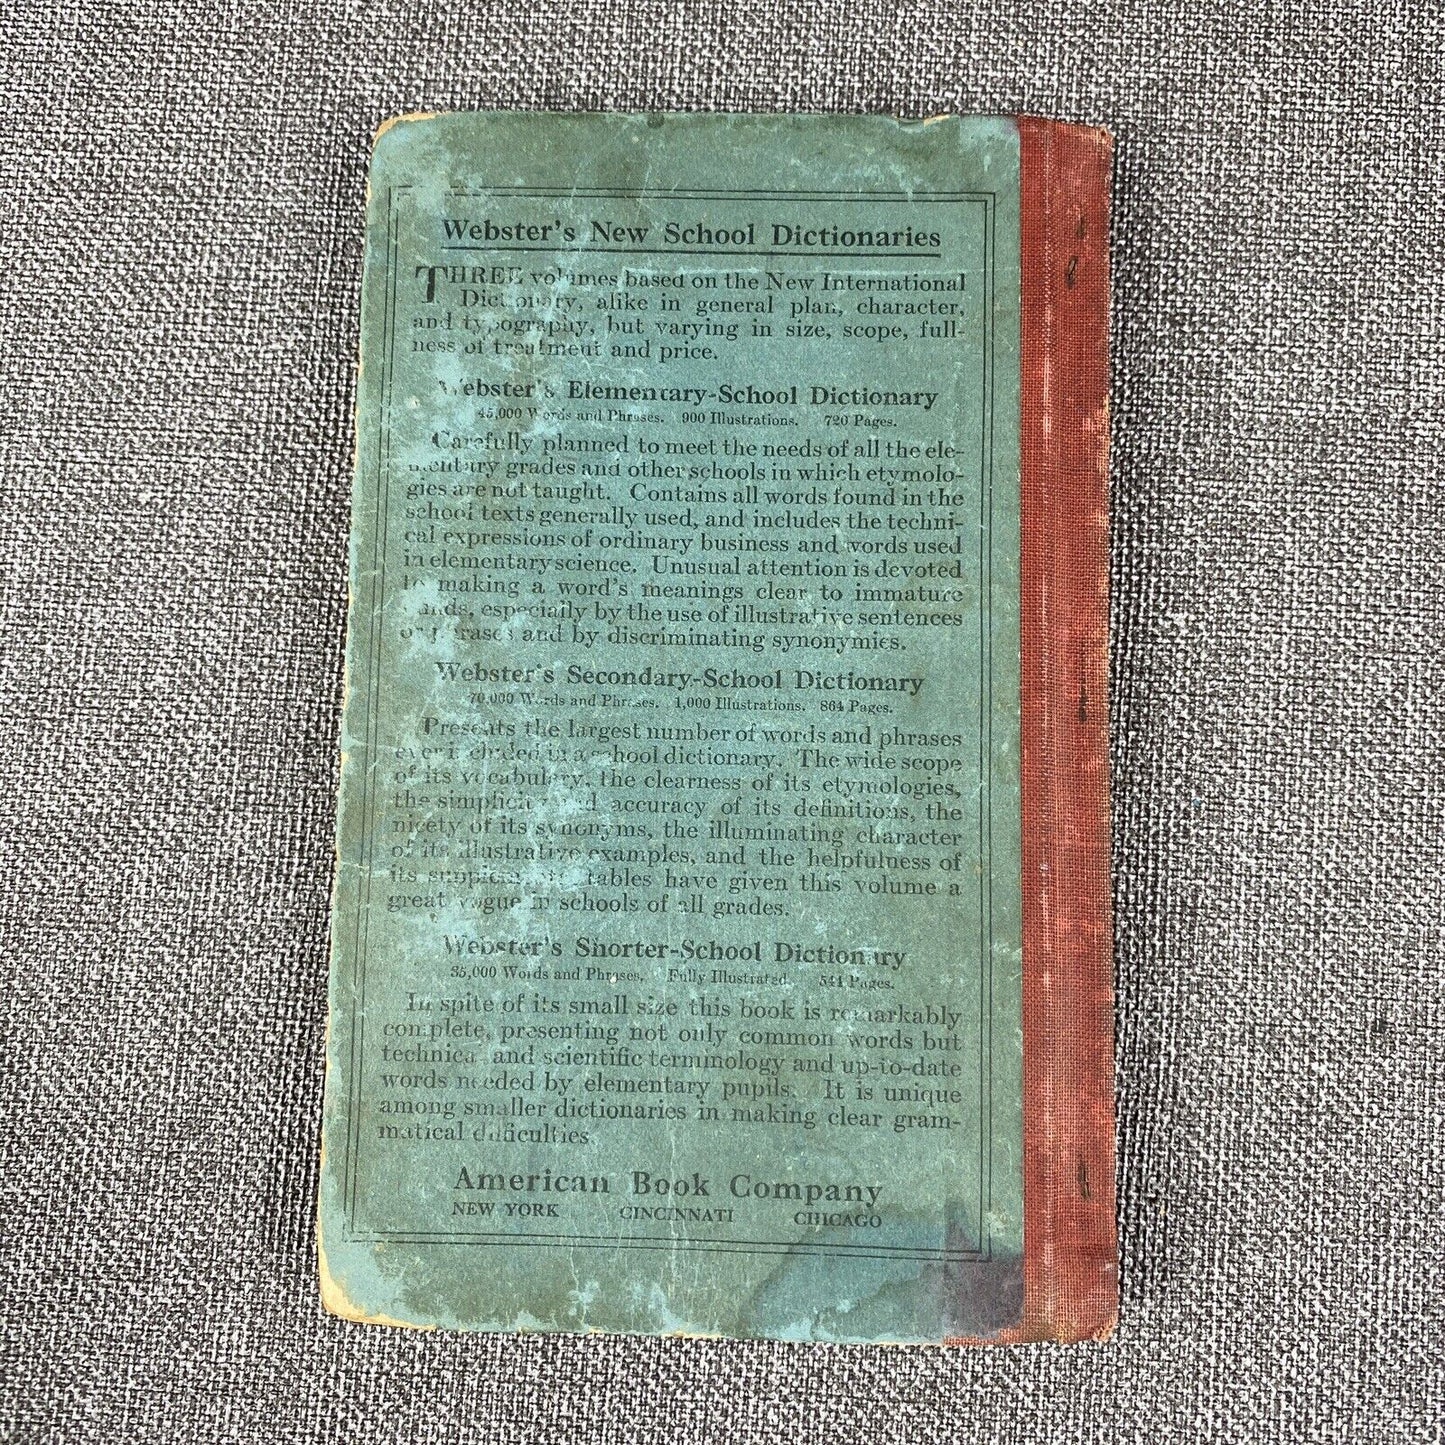 Webster's New School Dictionaries
THREE volumes based on the New International
Dictionary, alike in general plan, character,
and typography, but varying in size, scope, full-
ness of treatment and price.
Webster's Elementary-School Dictionary
45,000 Words and Phrases. 900 Illustrations. 720 Pages.
Carefully planned to meet the needs of all the ele-
mentary grades and other schools in which etymolo-
gies are not taught. Contains all words found in the
school texts generally used, and includes the techni-
cal expressions of ordinary business and words used
in elementary science. Unusual attention is devoted
to making a word's meanings clear to immature
minds, especially by the use of illustrative sentences
or phrases and by discriminating synonymies.
Webster's Secondary-School Dictionary
70,000 Words and Phrases. 1,000 Illustrations. 864 Pages.
Presents the largest number of words and phrases
ever included in a school dictionary. The wide scope
of its vocabulary, the clearness of its etymologies,
the simplicity and accuracy of its definitions, the
nicety of its synonyms, the illuminating character
of its illustrative examples, and the helpfulness of
its supplementary tables have given this volume a
great vogue in schools of all grades.
Webster's Shorter-School Dictionary
35,000 Words and Phrases. Fully Illustrated. 544 Pages.
In spite of its small size this book is remarkably
complete, presenting not only common words but
technical and scientific terminology and up-to-date
words needed by elementary pupils. It is unique
among smaller dictionaries in making clear gram-
matical difficulties.
American Book Company
NEW YORK CINCINNATI CHICAGO